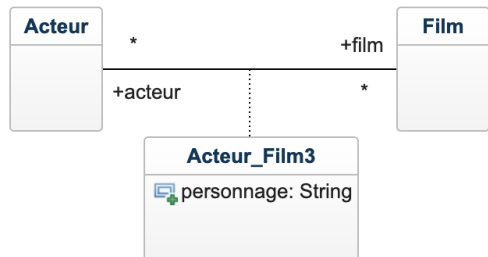 Acteur
Film
*
+film
+acteur
*
Acteur_Film3
personnage: String